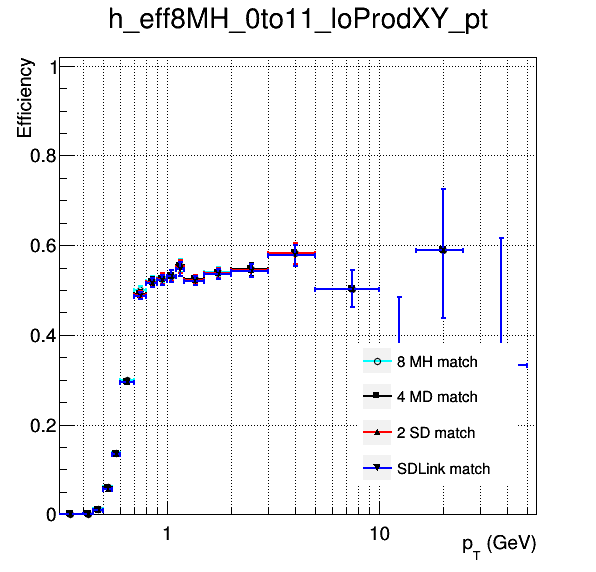 h_eff8MH_0to11_loProdXY_pt
Efficiency
1
0.8
0.6
0.4
0.2
0
8 MH match
4 MD match
2 SD match
SDLink match
1
10
p_T (GeV)